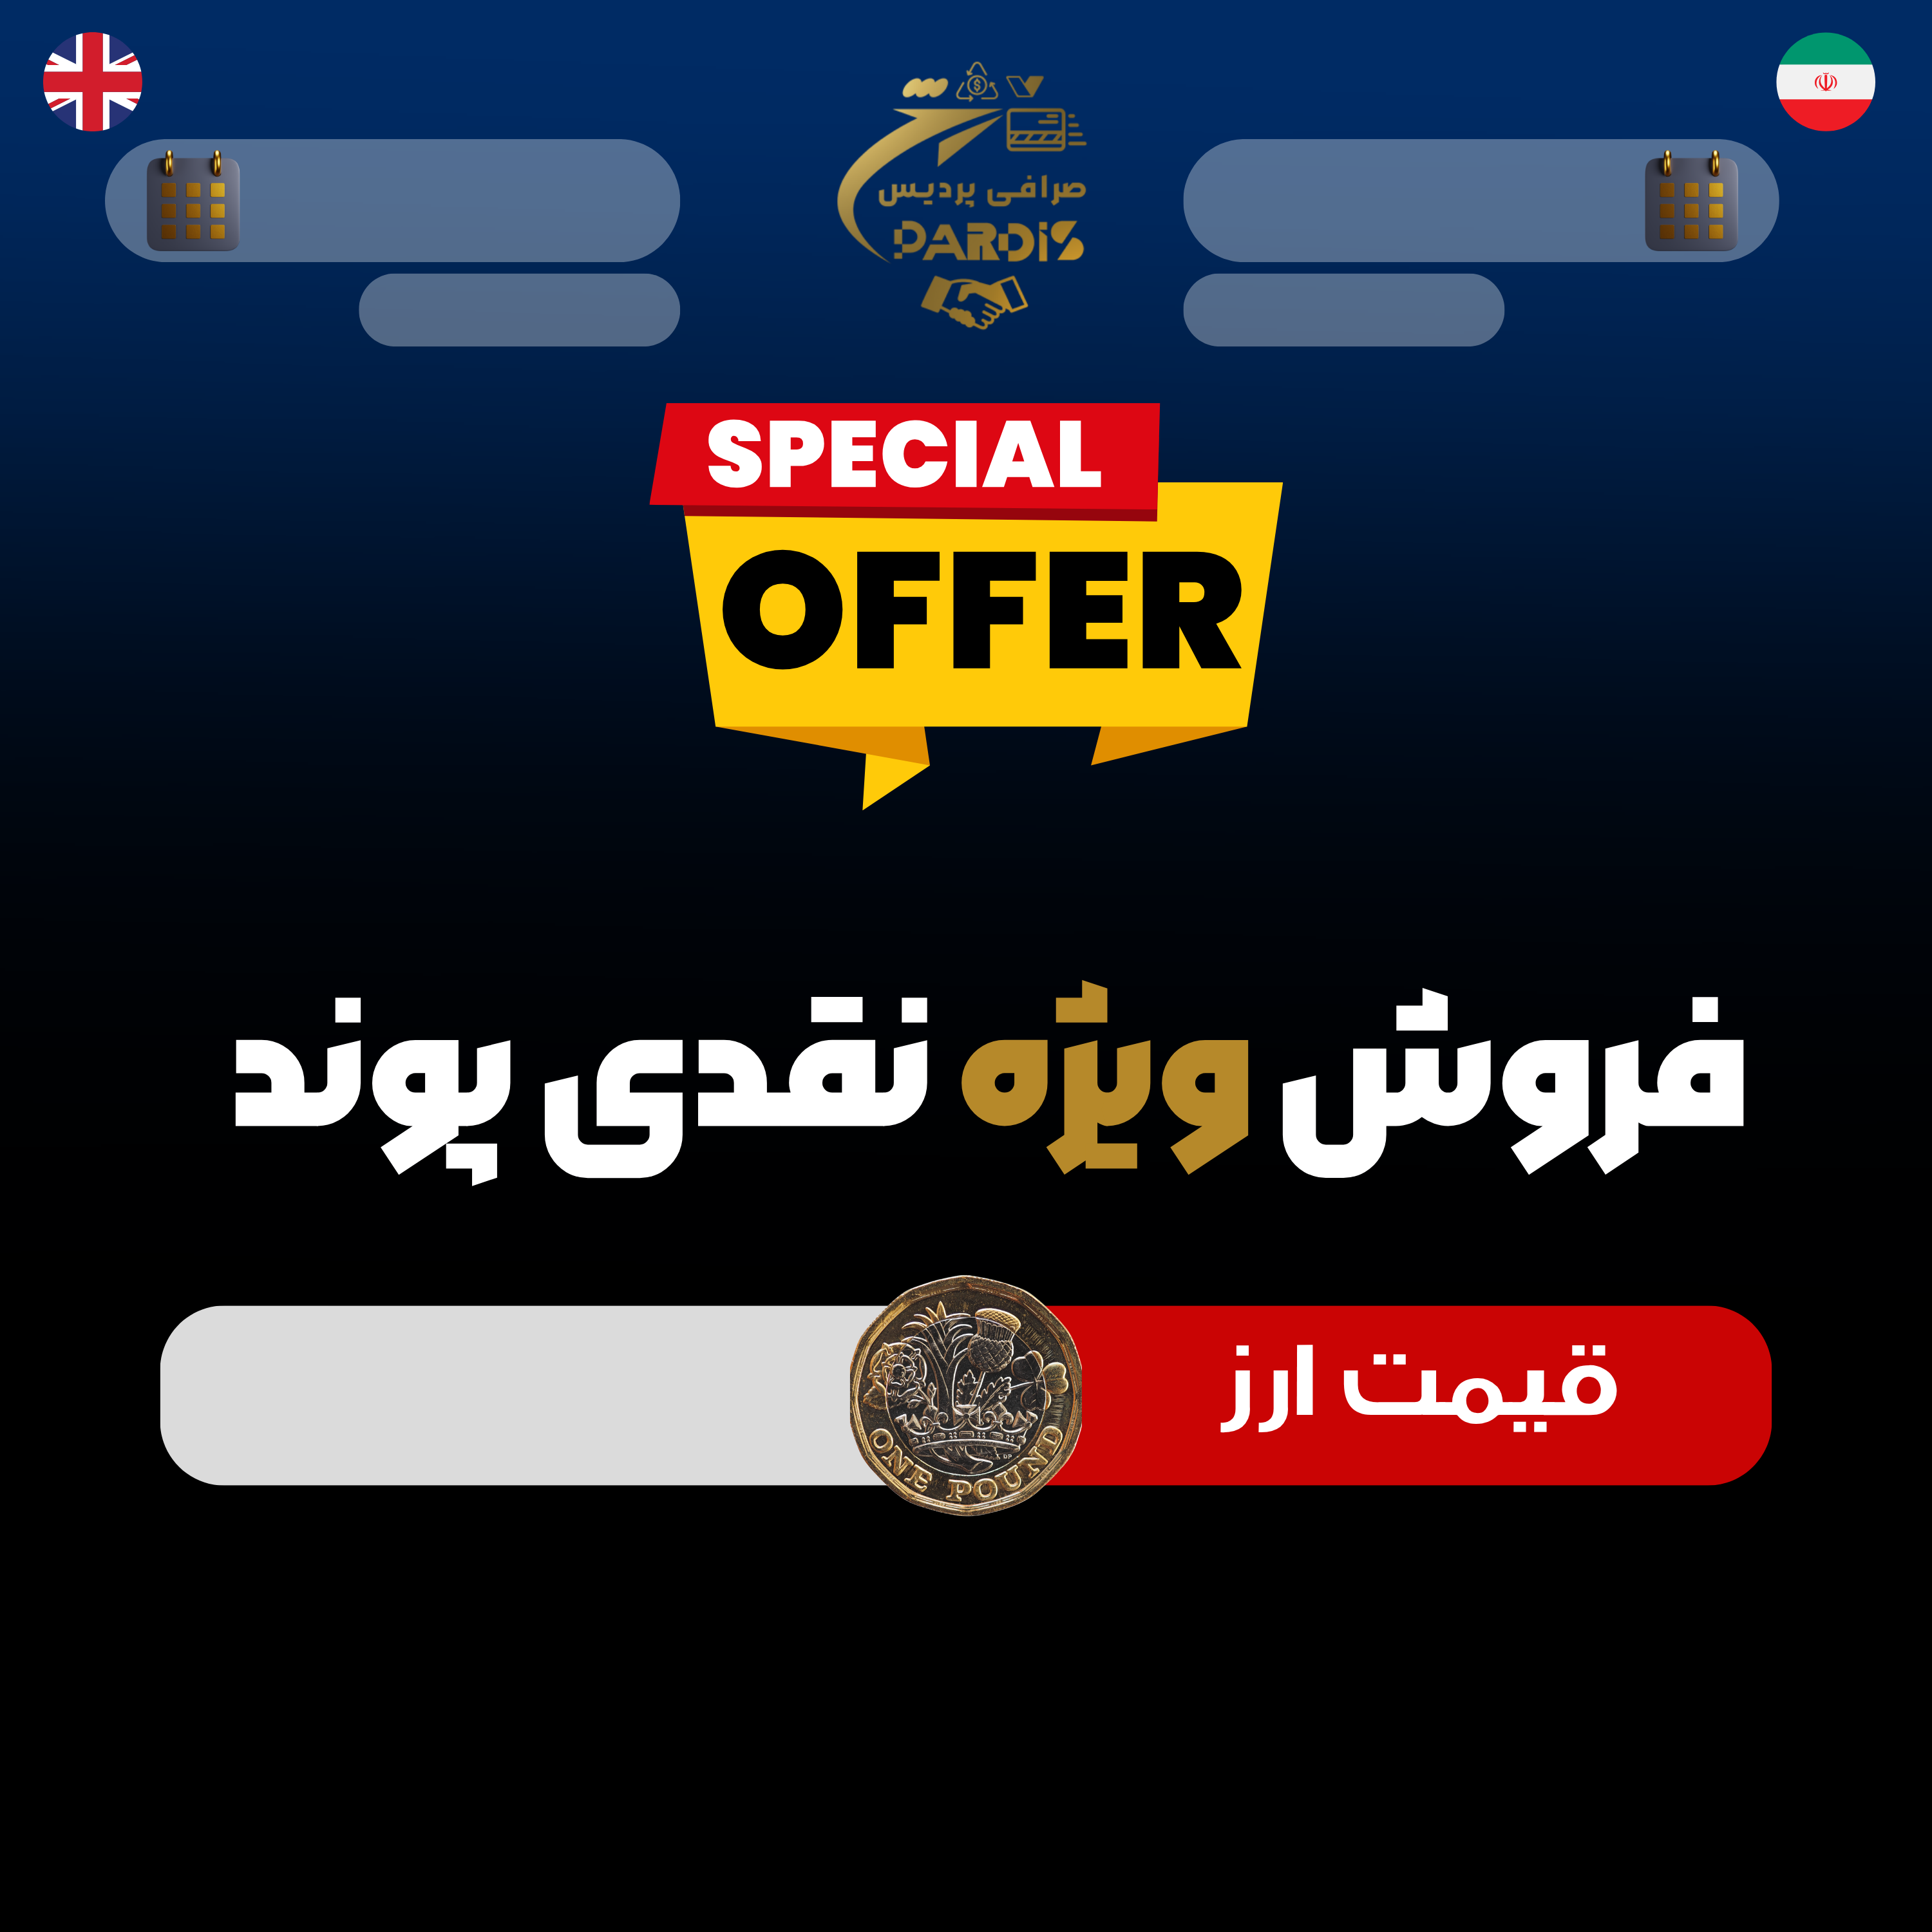 صرافی پردیس
PARDIS
SPECIAL
OFFER
فروش ویژه نقدی پوند
قیمت ارز
ONE POUND